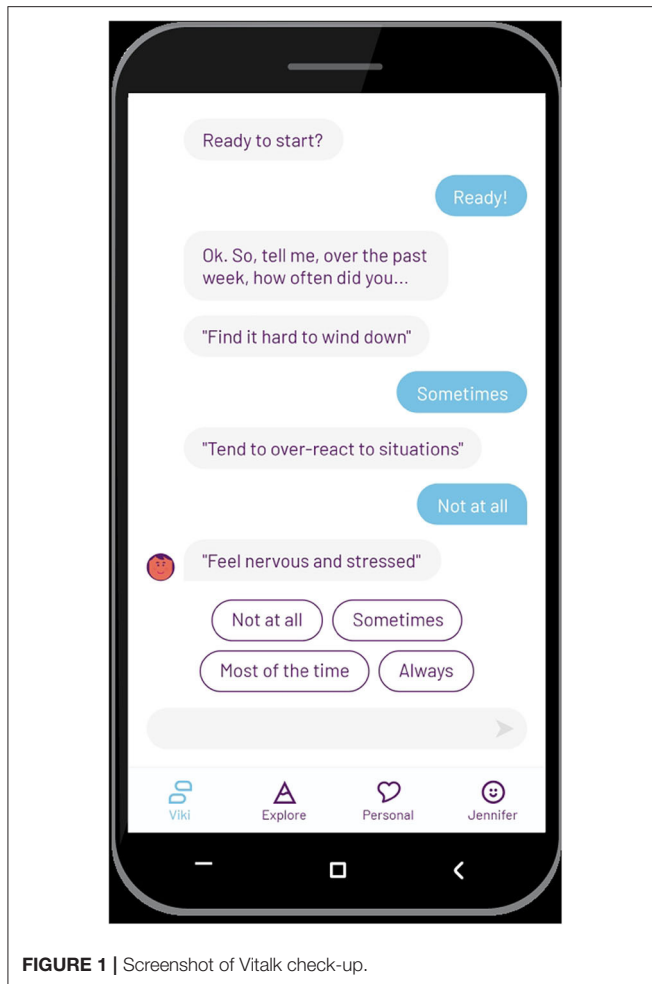 Ready to start?
Ready!
Ok. So, tell me, over the past
week, how often did you...
"Find it hard to wind down"
Sometimes
"Tend to over-react to situations"
Not at all
"Feel nervous and stressed"
Not at all
Sometimes
Most of the time
Always
Viki
Explore
Personal
Jennifer
FIGURE 1 | Screenshot of Vitalk check-up.